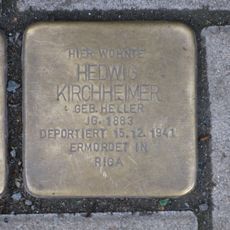 HIER WOHNTE
HEDWIG
KIRCHHEIMER
GEB. HELLER
JG. 1883
DEPORTIERT 15.12.1941
ERMORDET IN
RIGA